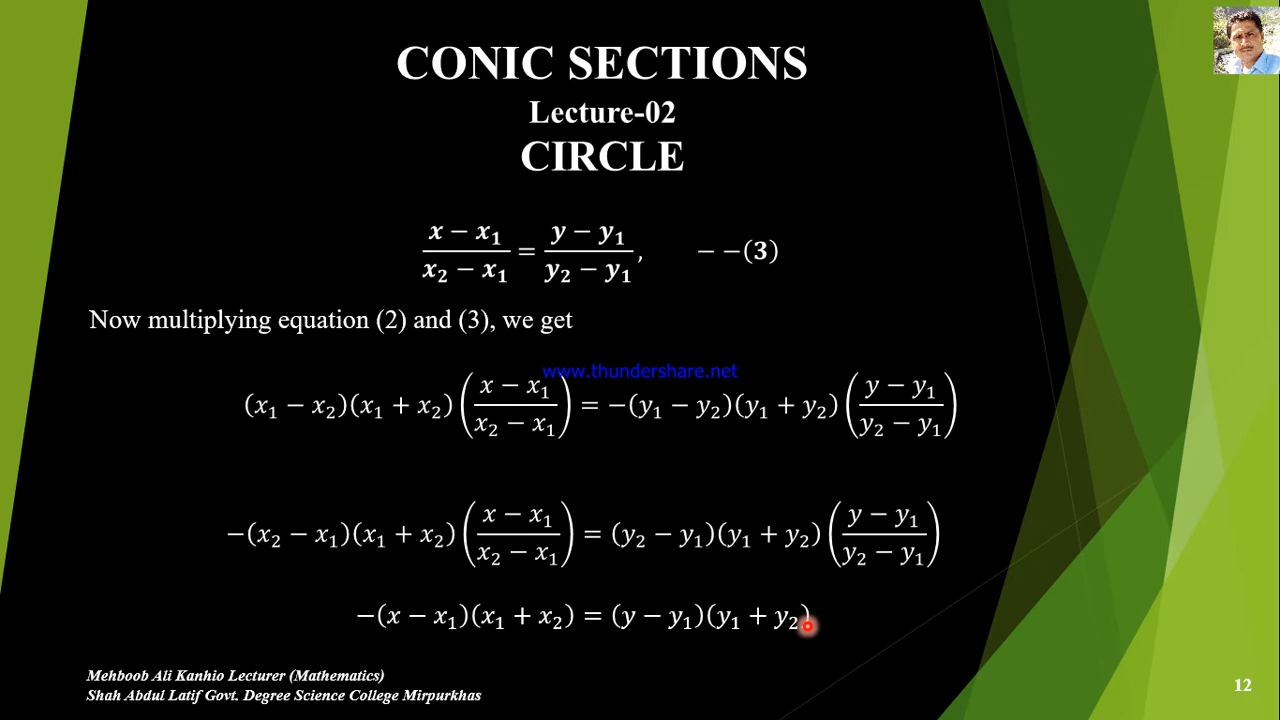 CONIC SECTIONS
Lecture-02
CIRCLE
(x − x₁)/(x₂ − x₁) = (y − y₁)/(y₂ − y₁), − −(3)
Now multiplying equation (2) and (3), we get
www.thundershare.net
(x₁ − x₂)(x₁ + x₂)((x − x₁)/(x₂ − x₁)) = −(y₁ − y₂)(y₁ + y₂)((y − y₁)/(y₂ − y₁))
−(x₂ − x₁)(x₁ + x₂)((x − x₁)/(x₂ − x₁)) = (y₂ − y₁)(y₁ + y₂)((y − y₁)/(y₂ − y₁))
−(x − x₁)(x₁ + x₂) = (y − y₁)(y₁ + y₂)
Mehboob Ali Kanhio Lecturer (Mathematics)
Shah Abdul Latif Govt. Degree Science College Mirpurkhas
12